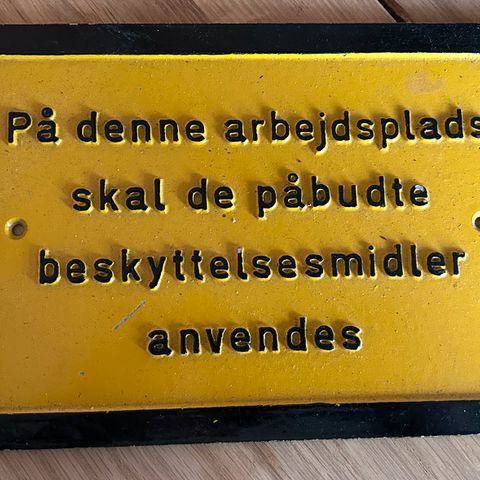 På denne arbejdsplads
skal de påbudte
beskyttelsesmidler
anvendes